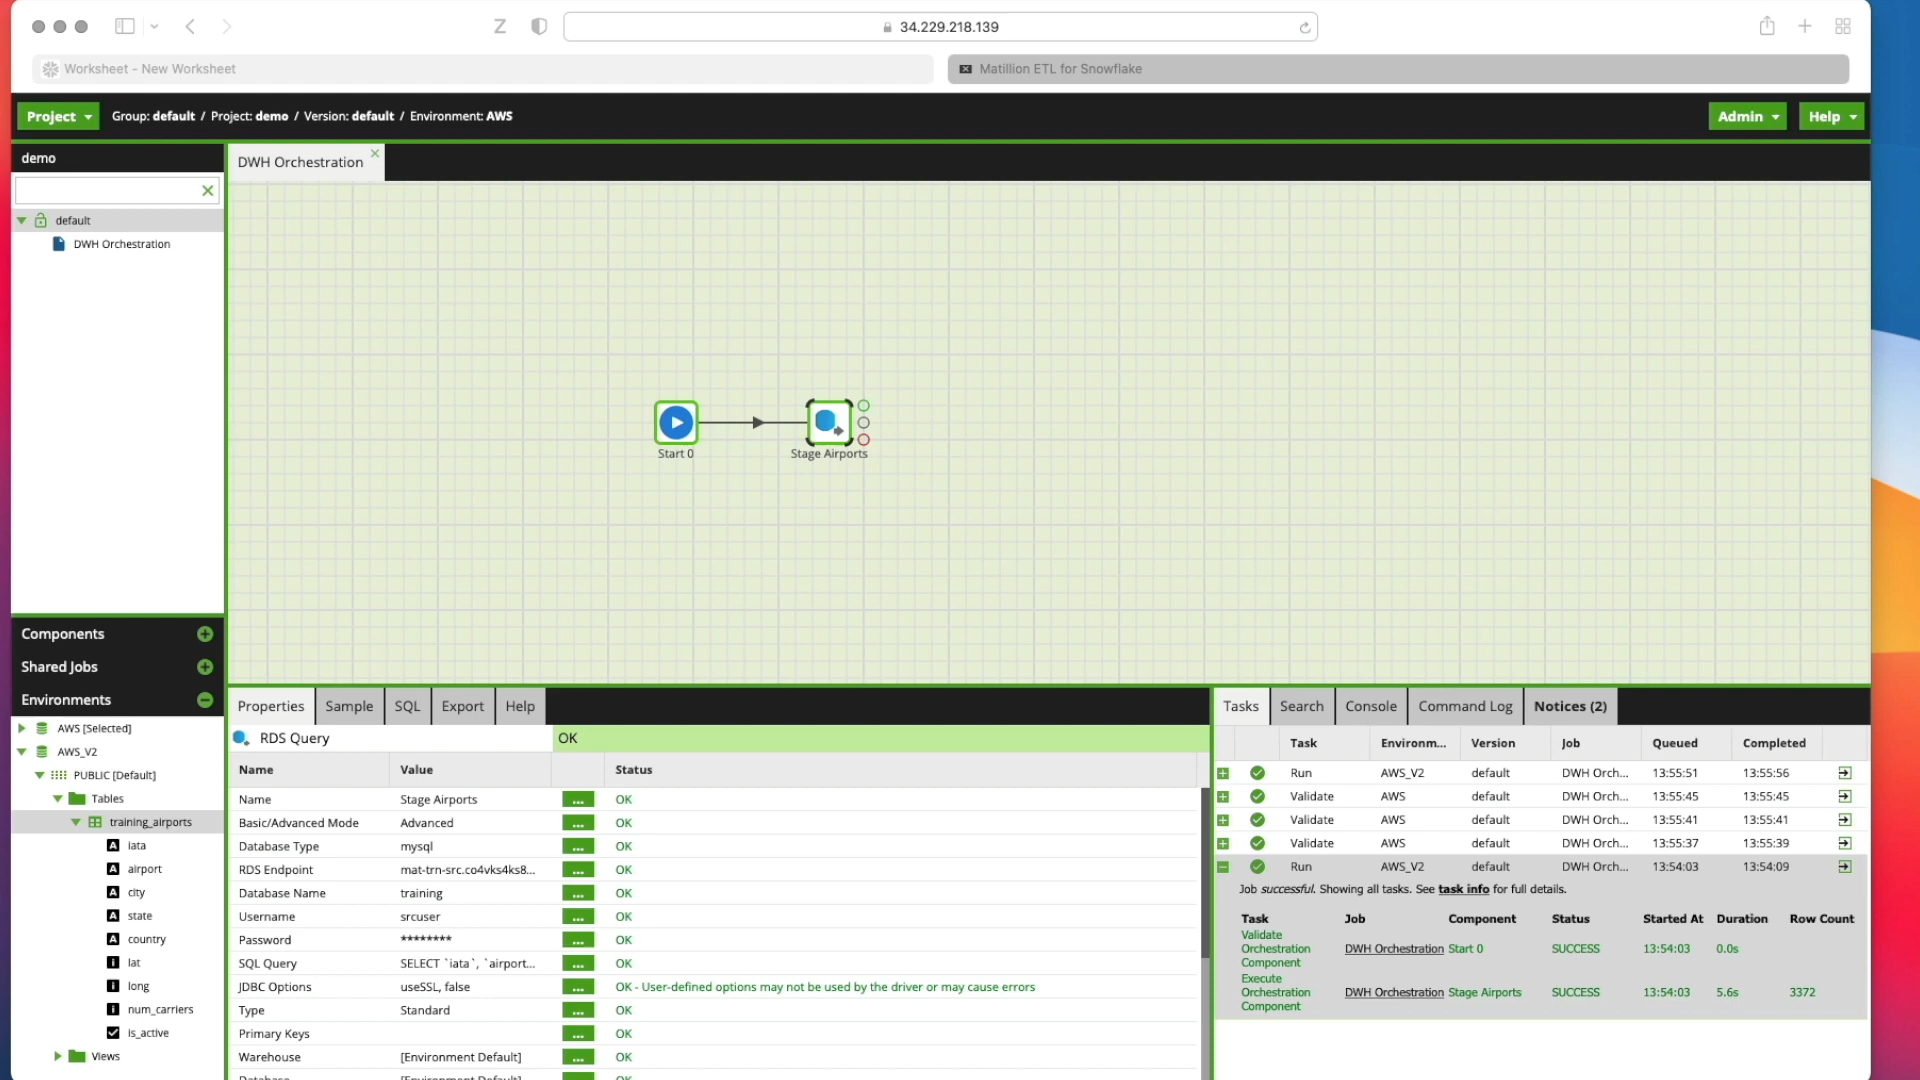 Z
34.229.218.139
Worksheet - New Worksheet
Matillion ETL for Snowflake
Project
Group: default / Project: demo / Version: default / Environment: AWS
Admin
Help
demo
DWH Orchestration
default
DWH Orchestration
Start 0
Stage Airports
Components
Shared Jobs
Environments
AWS [Selected]
AWS_V2
PUBLIC [Default]
Tables
training_airports
A iata
A airport
A city
A state
A country
i lat
i long
i num_carriers
is_active
Views
Properties Sample SQL Export Help
RDS Query OK
Name Value Status
Name Stage Airports ... OK
Basic/Advanced Mode Advanced ... OK
Database Type mysql ... OK
RDS Endpoint mat-trn-src.co4vks4ks8... ... OK
Database Name training ... OK
Username srcuser ... OK
Password ******** ... OK
SQL Query SELECT `iata`, `airport... ... OK
JDBC Options useSSL, false ... OK - User-defined options may not be used by the driver or may cause errors
Type Standard ... OK
Primary Keys ... OK
Warehouse [Environment Default] ... OK
Database [Environment Default] OK
Tasks Search Console Command Log Notices (2)
Task Environm... Version Job Queued Completed
Run AWS_V2 default DWH Orch... 13:55:51 13:55:56
Validate AWS default DWH Orch... 13:55:45 13:55:45
Validate AWS default DWH Orch... 13:55:41 13:55:41
Validate AWS default DWH Orch... 13:55:37 13:55:39
Run AWS_V2 default DWH Orch... 13:54:03 13:54:09
Job successful. Showing all tasks. See task info for full details.
Task Job Component Status Started At Duration Row Count
Validate
Orchestration DWH Orchestration Start 0 SUCCESS 13:54:03 0.0s
Component
Execute
Orchestration DWH Orchestration Stage Airports SUCCESS 13:54:03 5.6s 3372
Component